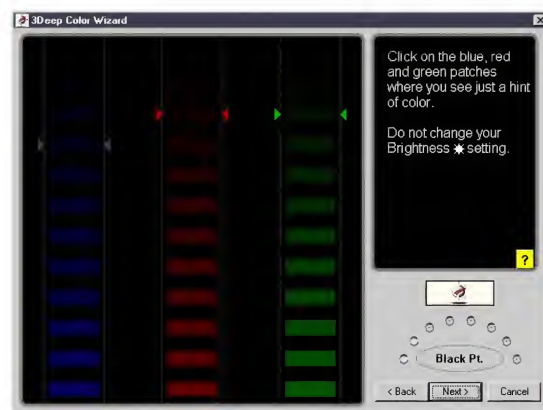 3Deep Color Wizard
Click on the blue, red
and green patches
where you see just a hint
of color.
Do not change your
Brightness setting.
?
Black Pt.
< Back
Next >
Cancel